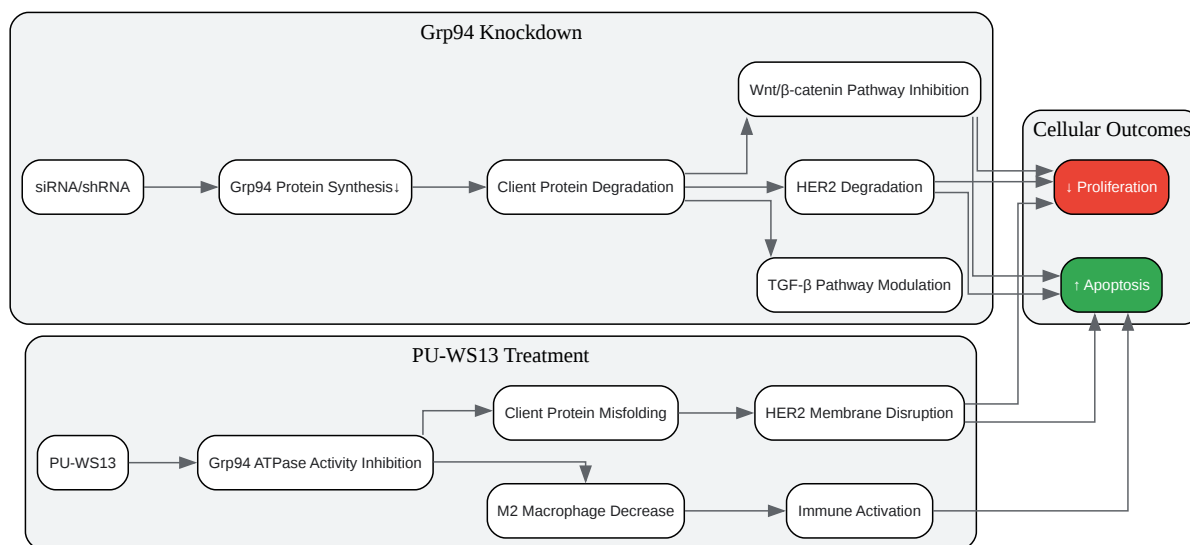 Grp94 Knockdown
Wnt/β-catenin Pathway Inhibition
Cellular Outcomes
siRNA/shRNA
Grp94 Protein Synthesis↓
Client Protein Degradation
HER2 Degradation
↓ Proliferation
TGF-β Pathway Modulation
↑ Apoptosis
PU-WS13 Treatment
Client Protein Misfolding
HER2 Membrane Disruption
PU-WS13
Grp94 ATPase Activity Inhibition
M2 Macrophage Decrease
Immune Activation